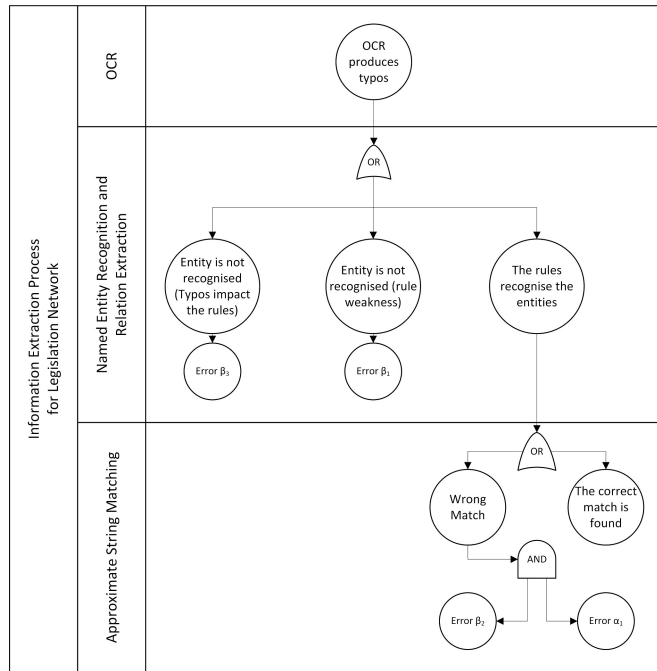 Information Extraction Process
for Legislation Network
OCR
OCR
produces
typos
Named Entity Recognition and
Relation Extraction
OR
Entity is not
recognised
(Typos impact
the rules)
Entity is not
recognised (rule
weakness)
The rules
recognise the
entities
Error β₃
Error β₁
Approximate String Matching
OR
Wrong
Match
The correct
match is
found
AND
Error β₂
Error α₁